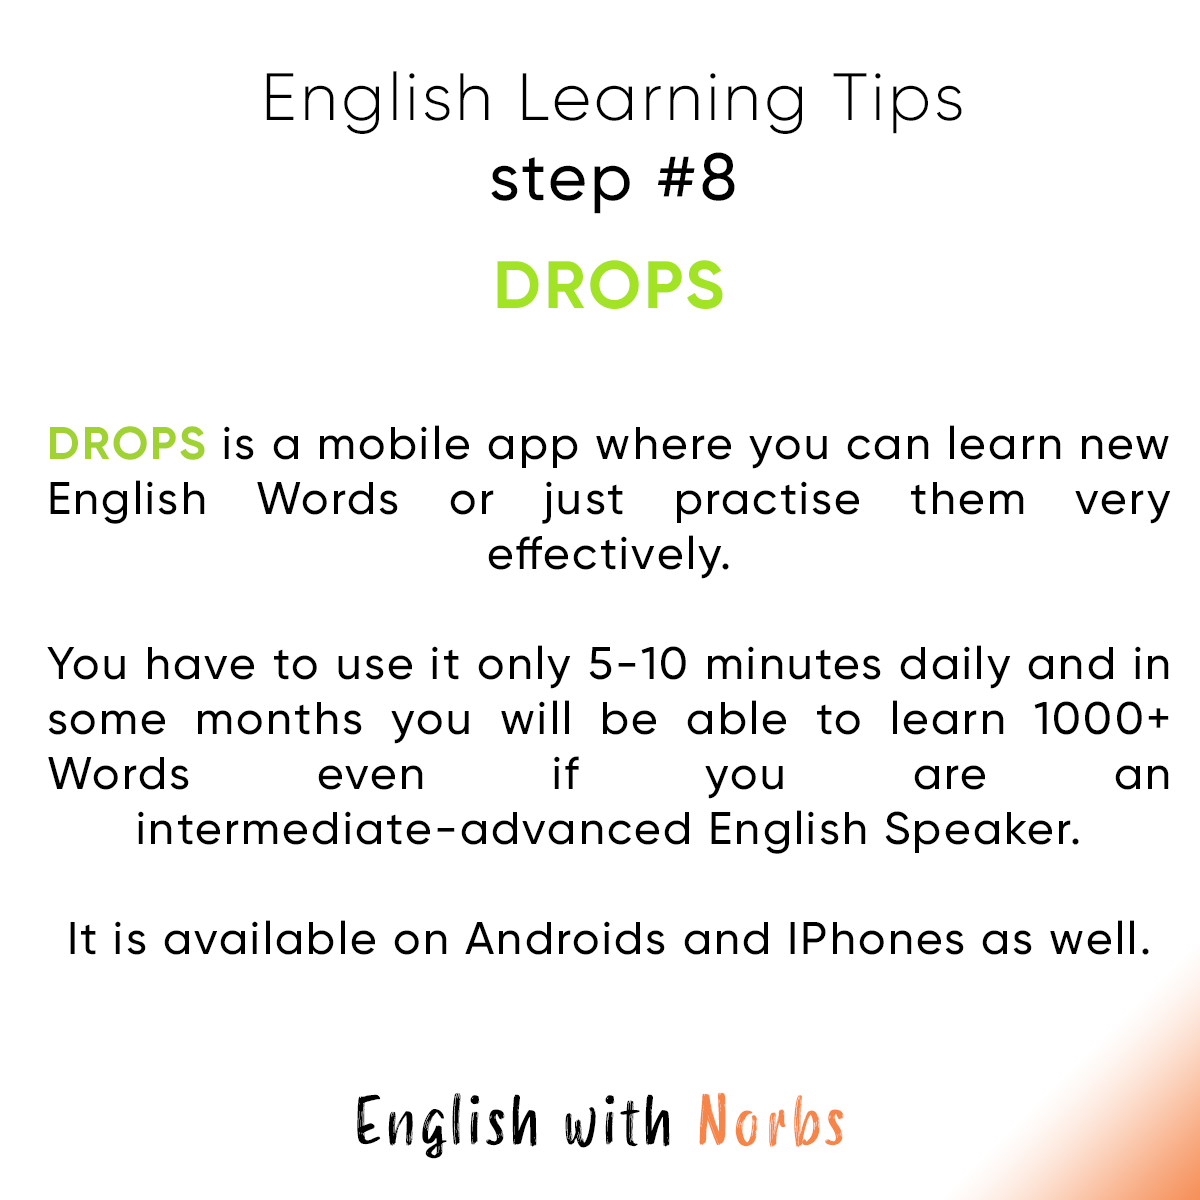 English Learning Tips
step #8
DROPS
DROPS is a mobile app where you can learn new
English Words or just practise them very
effectively.
You have to use it only 5-10 minutes daily and in
some months you will be able to learn 1000+
Words even if you are an
intermediate-advanced English Speaker.
It is available on Androids and IPhones as well.
English with Norbs